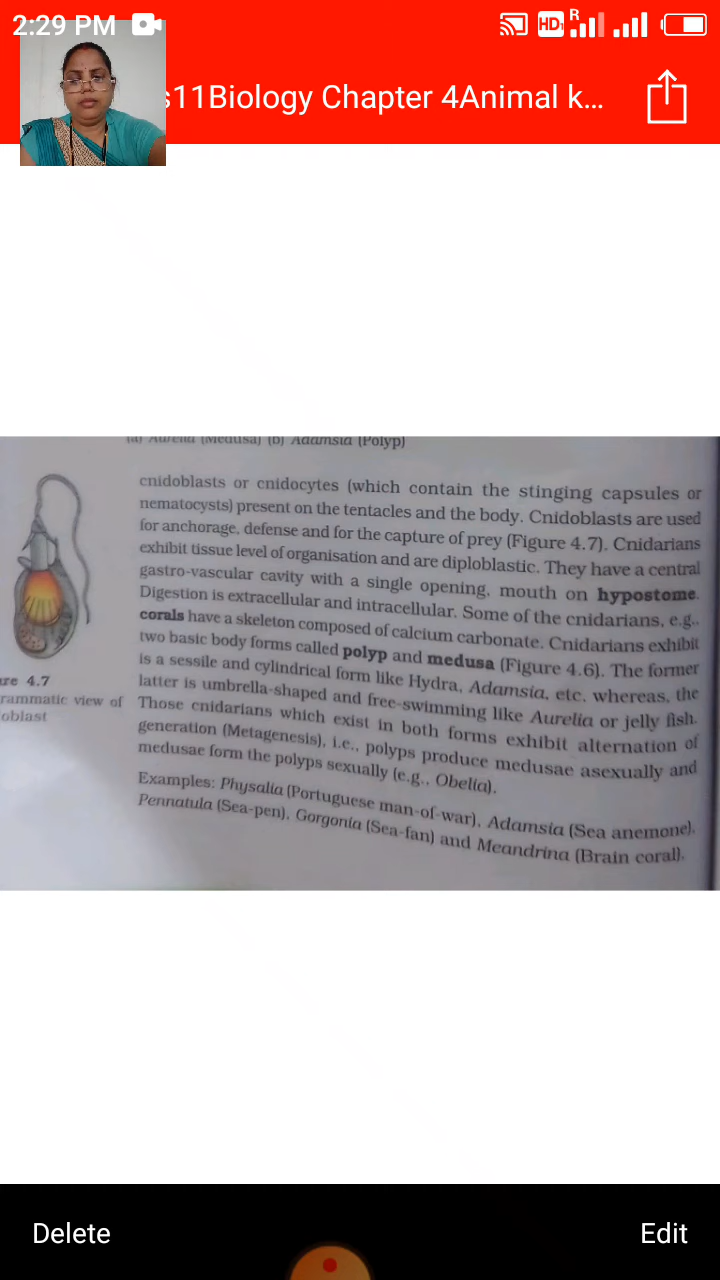 2:29 PM
HD R
s11Biology Chapter 4Animal k...
(a) Aurelia (Medusa) (b) Adamsia (Polyp)
cnidoblasts or cnidocytes (which contain the stinging capsules or
nematocysts) present on the tentacles and the body. Cnidoblasts are used
for anchorage, defense and for the capture of prey (Figure 4.7). Cnidarians
exhibit tissue level of organisation and are diploblastic. They have a central
gastro-vascular cavity with a single opening, mouth on hypostome.
Digestion is extracellular and intracellular. Some of the cnidarians, e.g.,
corals have a skeleton composed of calcium carbonate. Cnidarians exhibit
two basic body forms called polyp and medusa (Figure 4.6). The former
is a sessile and cylindrical form like Hydra, Adamsia, etc. whereas, the
latter is umbrella-shaped and free-swimming like Aurelia or jelly fish.
Those cnidarians which exist in both forms exhibit alternation of
generation (Metagenesis), i.e., polyps produce medusae asexually and
medusae form the polyps sexually (e.g., Obelia).
Examples: Physalia (Portuguese man-of-war), Adamsia (Sea anemone),
Pennatula (Sea-pen), Gorgonia (Sea-fan) and Meandrina (Brain coral).
re 4.7
rammatic view of
oblast
Delete
Edit